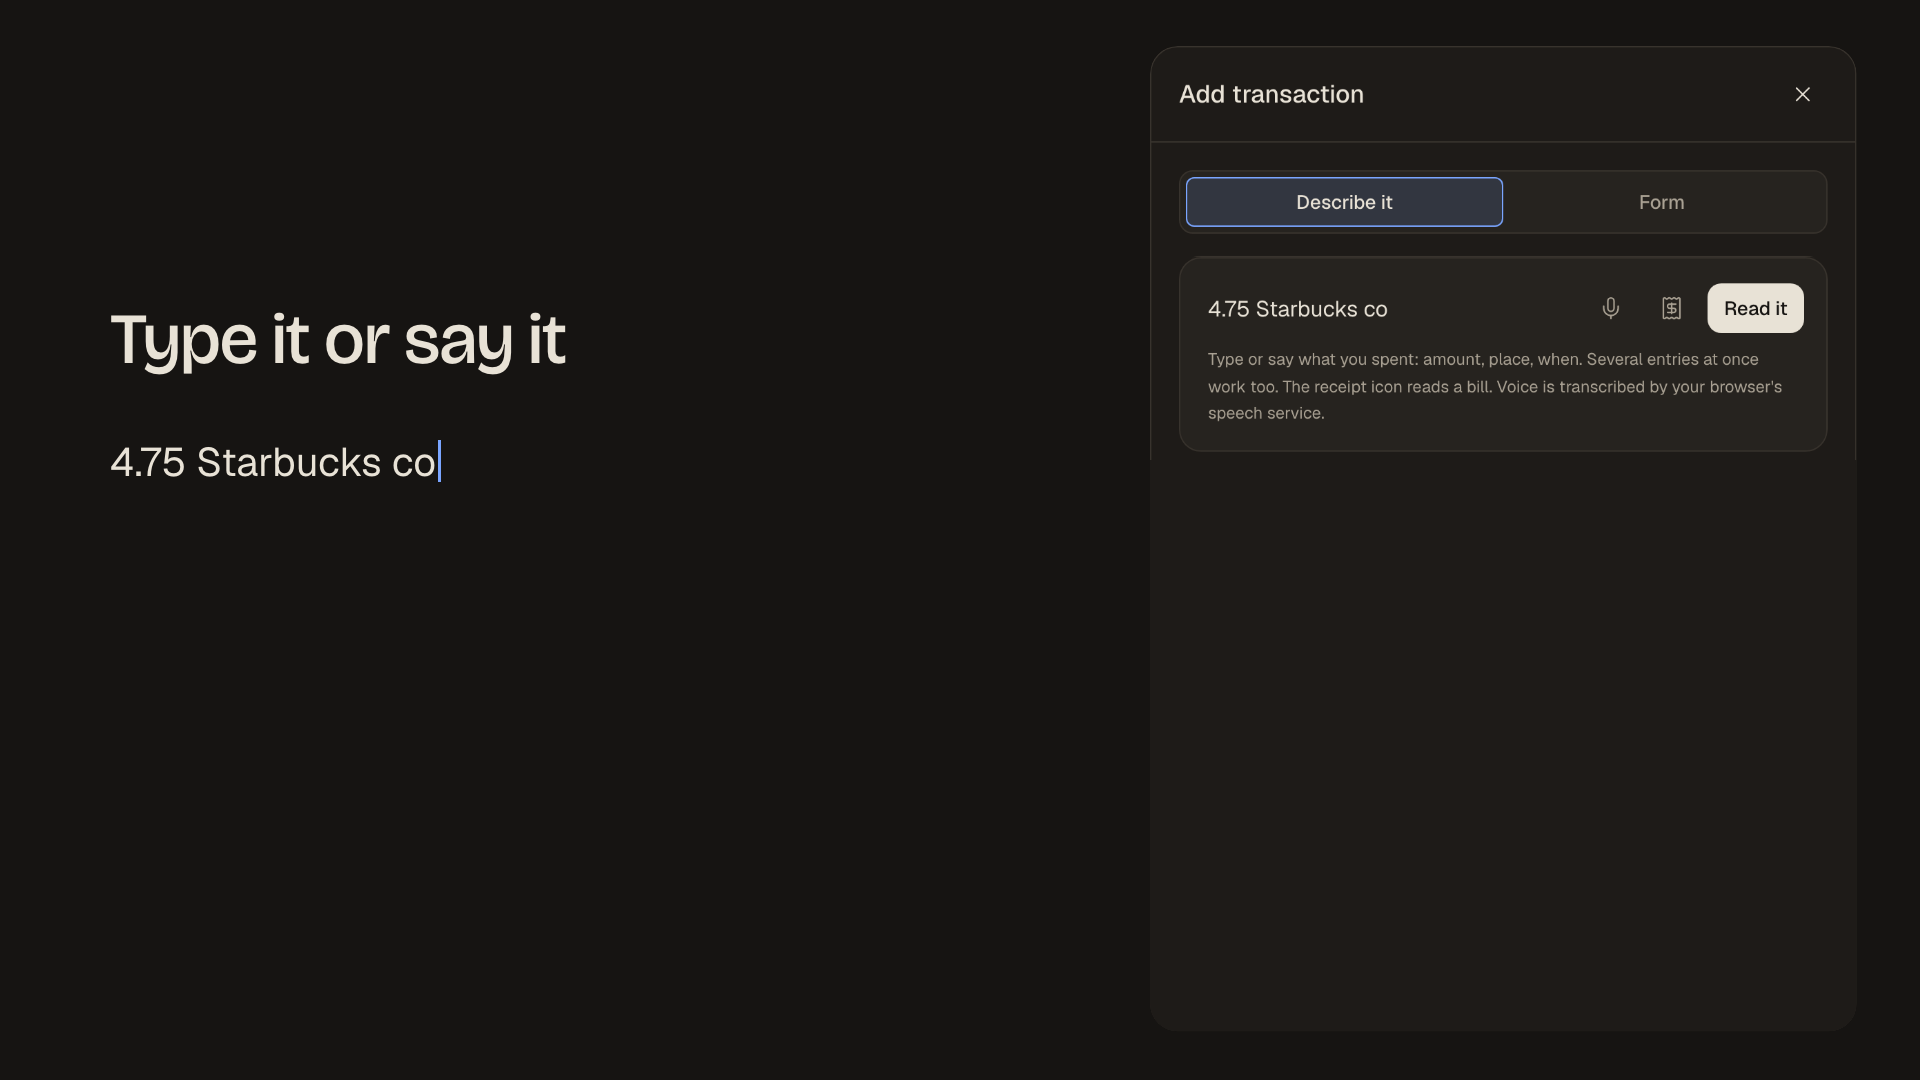 Type it or say it
4.75 Starbucks co
Add transaction
Describe it
Form
4.75 Starbucks co
Read it
Type or say what you spent: amount, place, when. Several entries at once
work too. The receipt icon reads a bill. Voice is transcribed by your browser's
speech service.